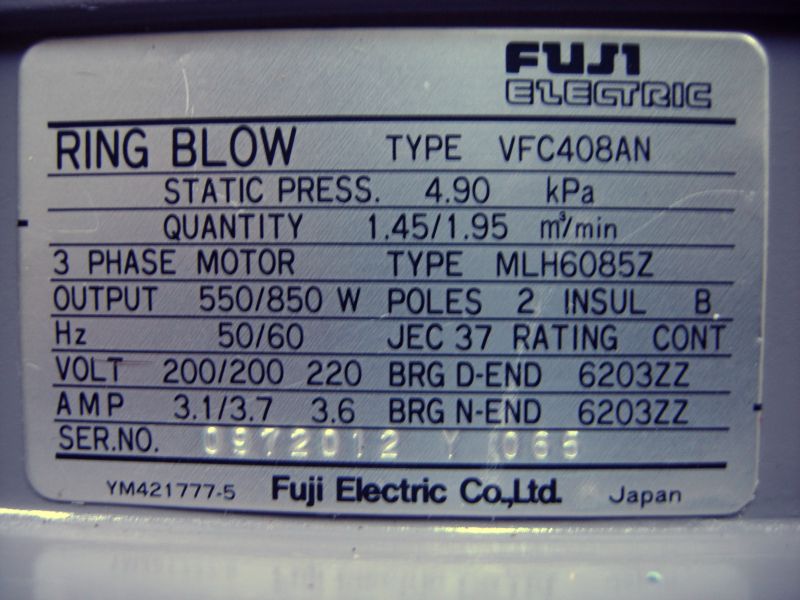 FUJI
ELECTRIC
RING BLOW TYPE VFC408AN
STATIC PRESS. 4.90 kPa
QUANTITY 1.45/1.95 m³/min
3 PHASE MOTOR TYPE MLH6085Z
OUTPUT 550/850 W POLES 2 INSUL B
Hz 50/60 JEC 37 RATING CONT
VOLT 200/200 220 BRG D-END 6203ZZ
AMP 3.1/3.7 3.6 BRG N-END 6203ZZ
SER.NO. 0972012 Y 066
YM421777-5 Fuji Electric Co.,Ltd. Japan